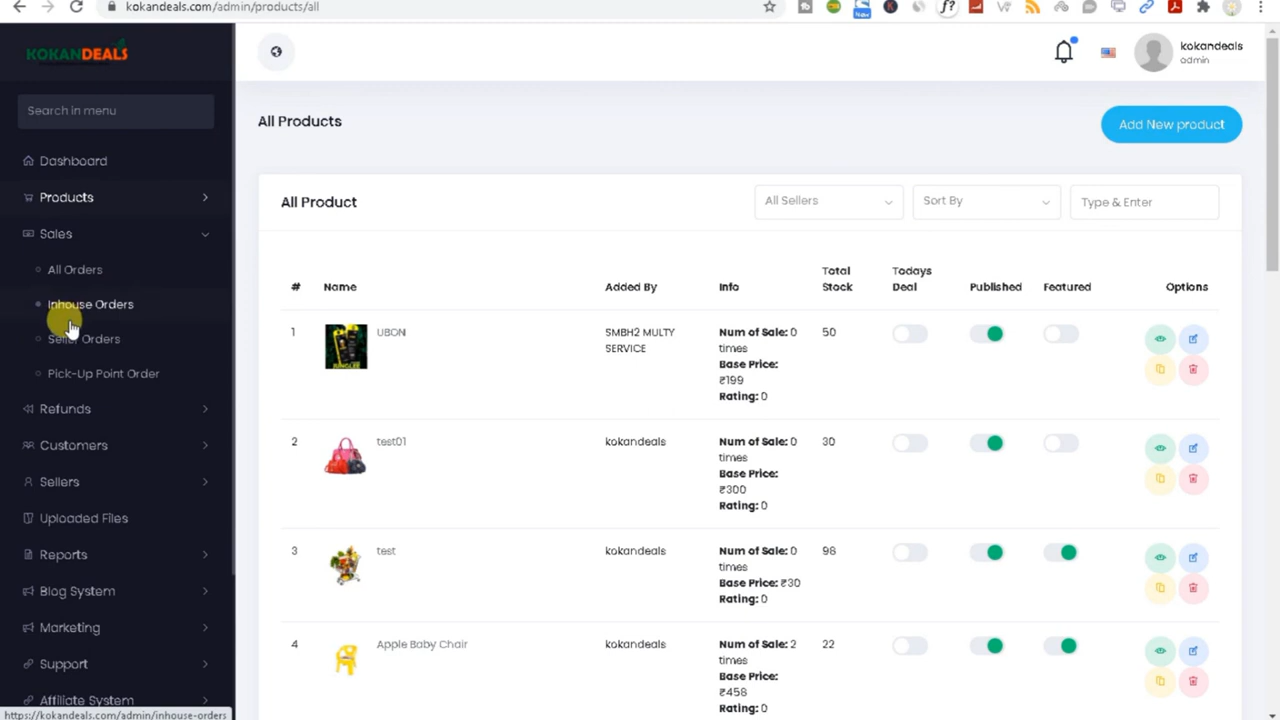 kokandeals.com/admin/products/all
KOKANDEALS
kokandeals
admin
Search in menu
All Products
Add New product
Dashboard
Products
Sales
All Orders
Inhouse Orders
Seller Orders
Pick-Up Point Order
Refunds
Customers
Sellers
Uploaded Files
Reports
Blog System
Marketing
Support
Affiliate System
All Product
All Sellers
Sort By
Type & Enter
# Name Added By Info Total Stock Todays Deal Published Featured Options
1 UBON SMBH2 MULTY SERVICE 50
Num of Sale: 0
times
Base Price:
₹199
Rating: 0
2 test01 kokandeals 30
Num of Sale: 0
times
Base Price:
₹300
Rating: 0
3 test kokandeals 98
Num of Sale: 0
times
Base Price: ₹30
Rating: 0
4 Apple Baby Chair kokandeals 22
Num of Sale: 2
times
Base Price:
₹458
Rating: 0
https://kokandeals.com/admin/inhouse-orders